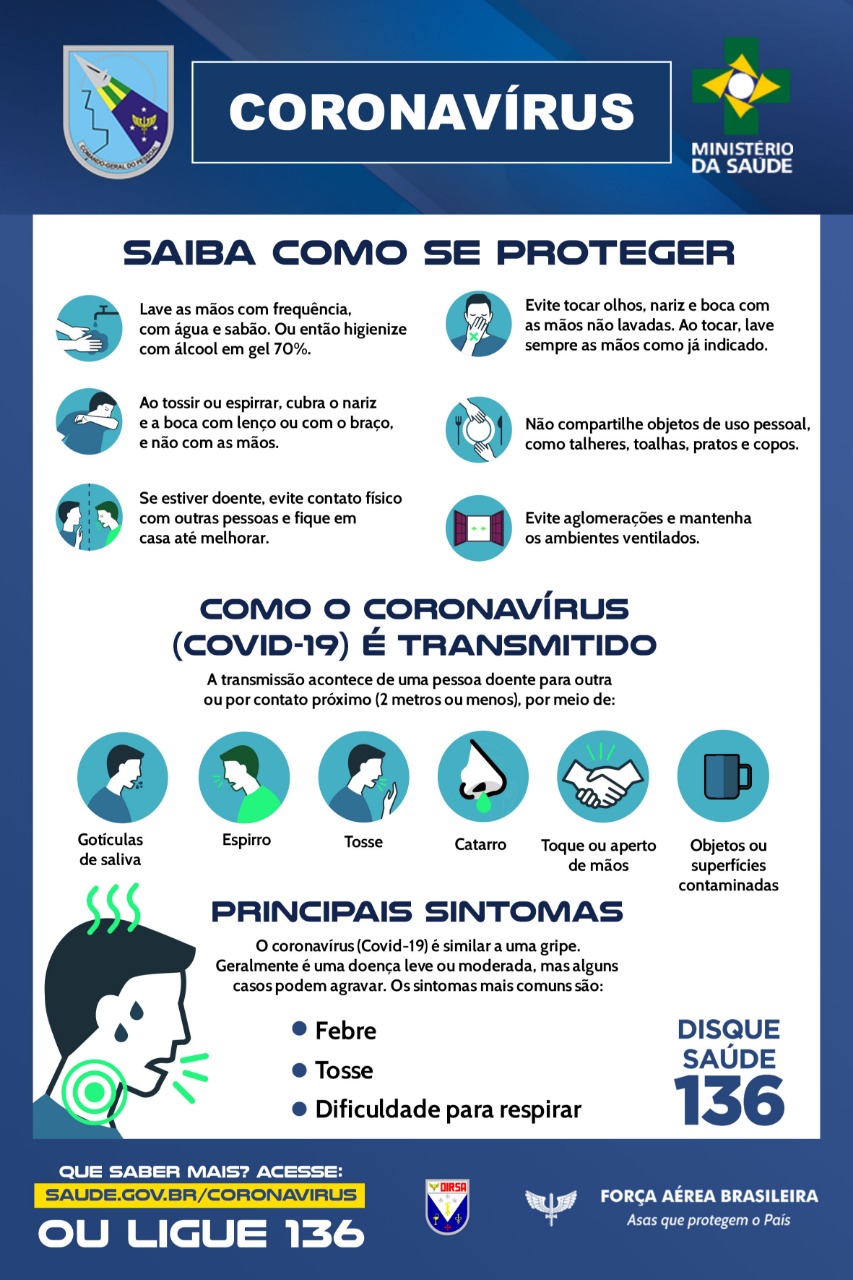 COMANDO-GERAL DO PESSOAL
CORONAVÍRUS
MINISTÉRIO
DA SAÚDE
SAIBA COMO SE PROTEGER
Lave as mãos com frequência,
com água e sabão. Ou então higienize
com álcool em gel 70%.
Evite tocar olhos, nariz e boca com
as mãos não lavadas. Ao tocar, lave
sempre as mãos como já indicado.
Ao tossir ou espirrar, cubra o nariz
e a boca com lenço ou com o braço,
e não com as mãos.
Não compartilhe objetos de uso pessoal,
como talheres, toalhas, pratos e copos.
Se estiver doente, evite contato físico
com outras pessoas e fique em
casa até melhorar.
Evite aglomerações e mantenha
os ambientes ventilados.
COMO O CORONAVÍRUS
(COVID-19) É TRANSMITIDO
A transmissão acontece de uma pessoa doente para outra
ou por contato próximo (2 metros ou menos), por meio de:
Gotículas
de saliva
Espirro
Tosse
Catarro
Toque ou aperto
de mãos
Objetos ou
superfícies
contaminadas
PRINCIPAIS SINTOMAS
O coronavírus (Covid-19) é similar a uma gripe.
Geralmente é uma doença leve ou moderada, mas alguns
casos podem agravar. Os sintomas mais comuns são:
Febre
Tosse
Dificuldade para respirar
DISQUE
SAÚDE
136
QUE SABER MAIS? ACESSE:
SAUDE.GOV.BR/CORONAVIRUS
OU LIGUE 136
DIRSA
FORÇA AÉREA BRASILEIRA
Asas que protegem o País